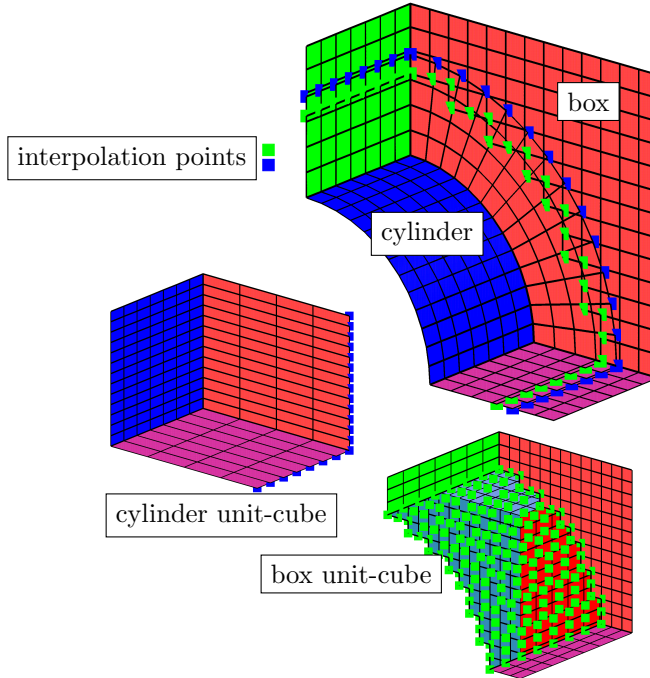 box
interpolation points
cylinder
cylinder unit-cube
box unit-cube